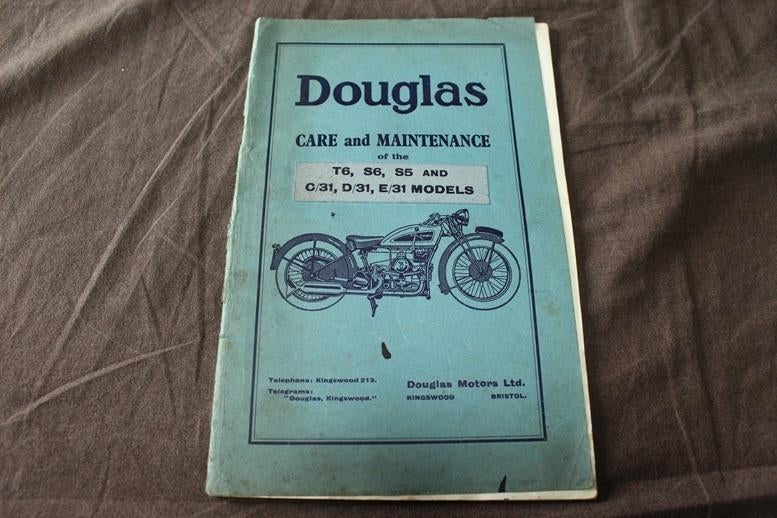 Douglas
CARE and MAINTENANCE
of the
T6, S6, S5 AND
C/31, D/31, E/31 MODELS
Telephone: Kingswood 213.
Telegrams:
"Douglas, Kingswood."
Douglas Motors Ltd.
KINGSWOOD BRISTOL.